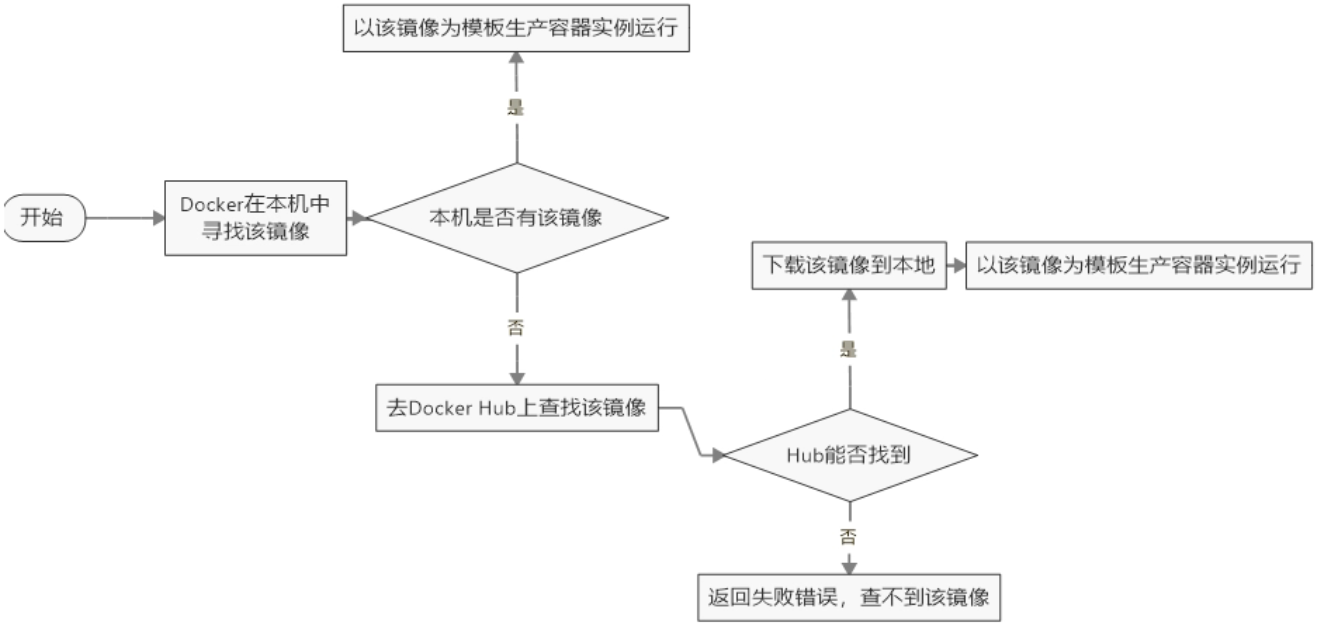 以该镜像为模板生产容器实例运行
是
开始
Docker在本机中
寻找该镜像
本机是否有该镜像
否
下载该镜像到本地
以该镜像为模板生产容器实例运行
是
去Docker Hub上查找该镜像
Hub能否找到
否
返回失败错误，查不到该镜像